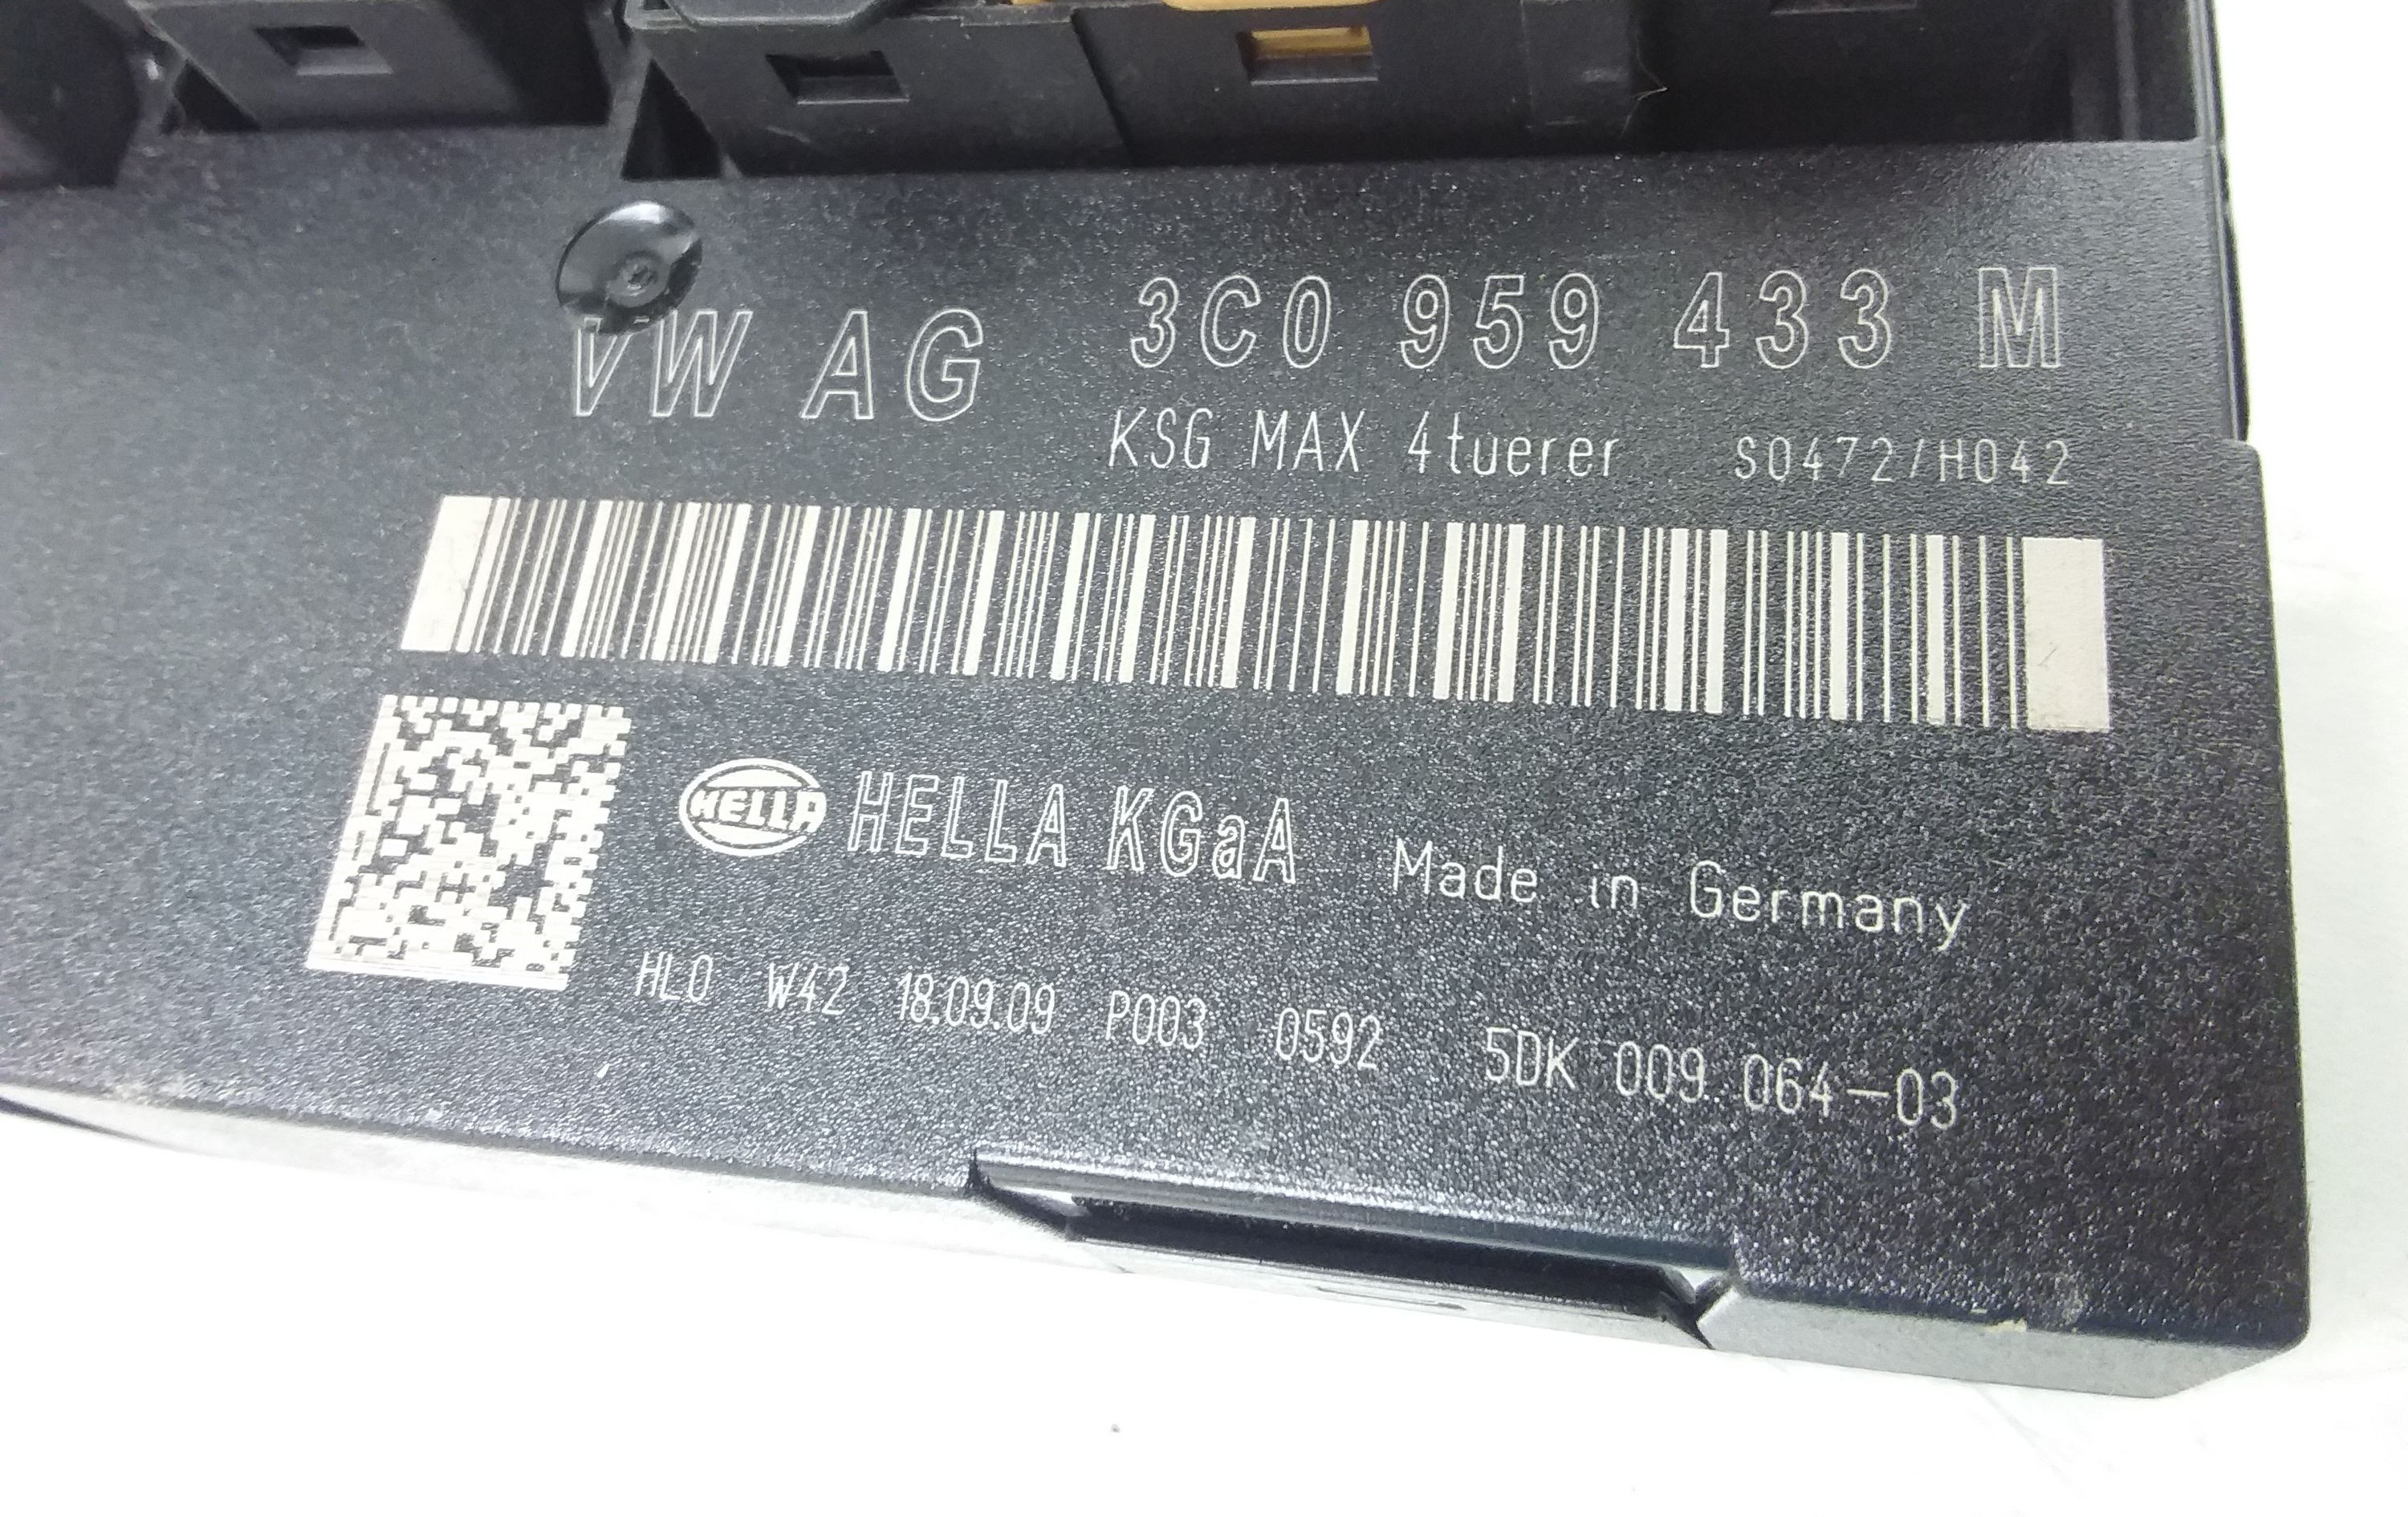 VW AG 3C0 959 433 M
KSG MAX 4tuerer S0472/H042
HELLA HELLA KGaA Made in Germany
HLO W42 18.09.09 P003 0592 5DK 009 064-03